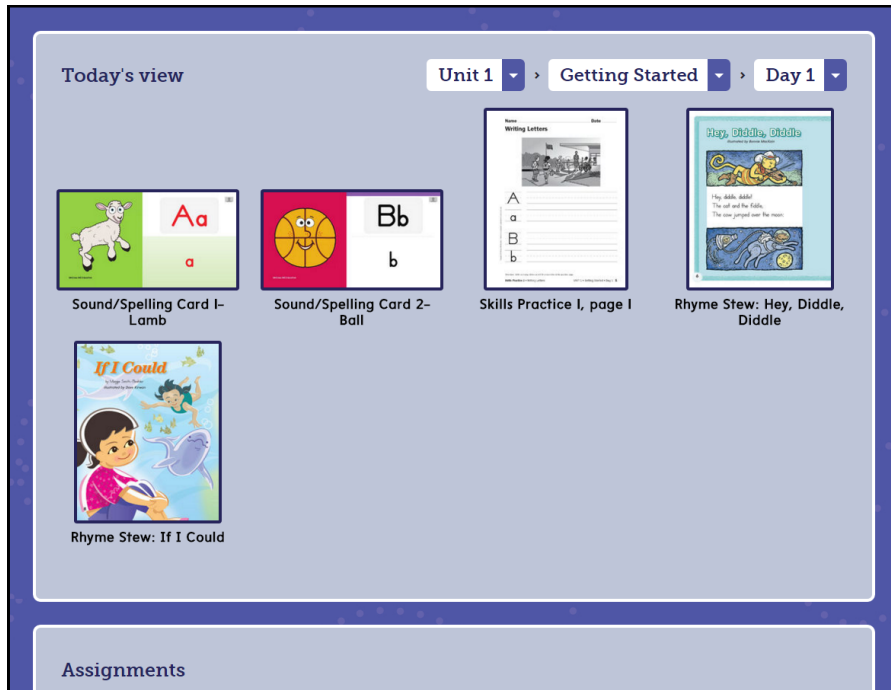 Today's view
Unit 1 › Getting Started › Day 1
Aa
a
Sound/Spelling Card 1-
Lamb
Bb
b
Sound/Spelling Card 2-
Ball
Name Date
Writing Letters
A
a
B
b
Skills Practice 1, page 1
Hey, Diddle, Diddle
Hey, diddle, diddle!
The cat and the fiddle,
The cow jumped over the moon.
Rhyme Stew: Hey, Diddle,
Diddle
If I Could
Rhyme Stew: If I Could
Assignments